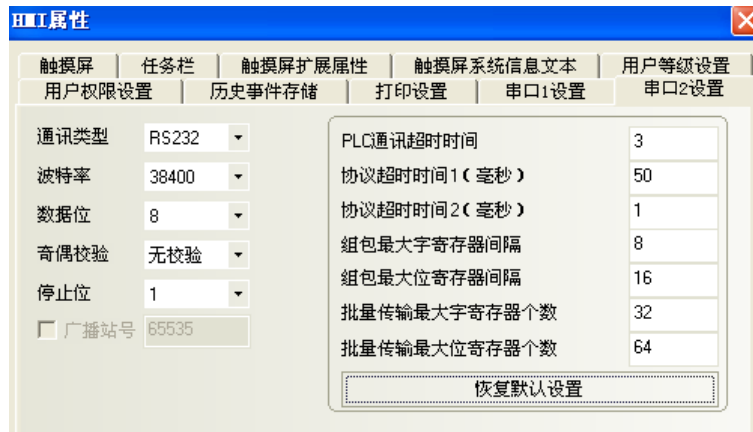 HMI属性
触摸屏 任务栏 触摸屏扩展属性 触摸屏系统信息文本 用户等级设置
用户权限设置 历史事件存储 打印设置 串口1设置 串口2设置
通讯类型 RS232
波特率 38400
数据位 8
奇偶校验 无校验
停止位 1
广播站号 65535
PLC通讯超时时间 3
协议超时时间1(毫秒) 50
协议超时时间2(毫秒) 1
组包最大字寄存器间隔 8
组包最大位寄存器间隔 16
批量传输最大字寄存器个数 32
批量传输最大位寄存器个数 64
恢复默认设置